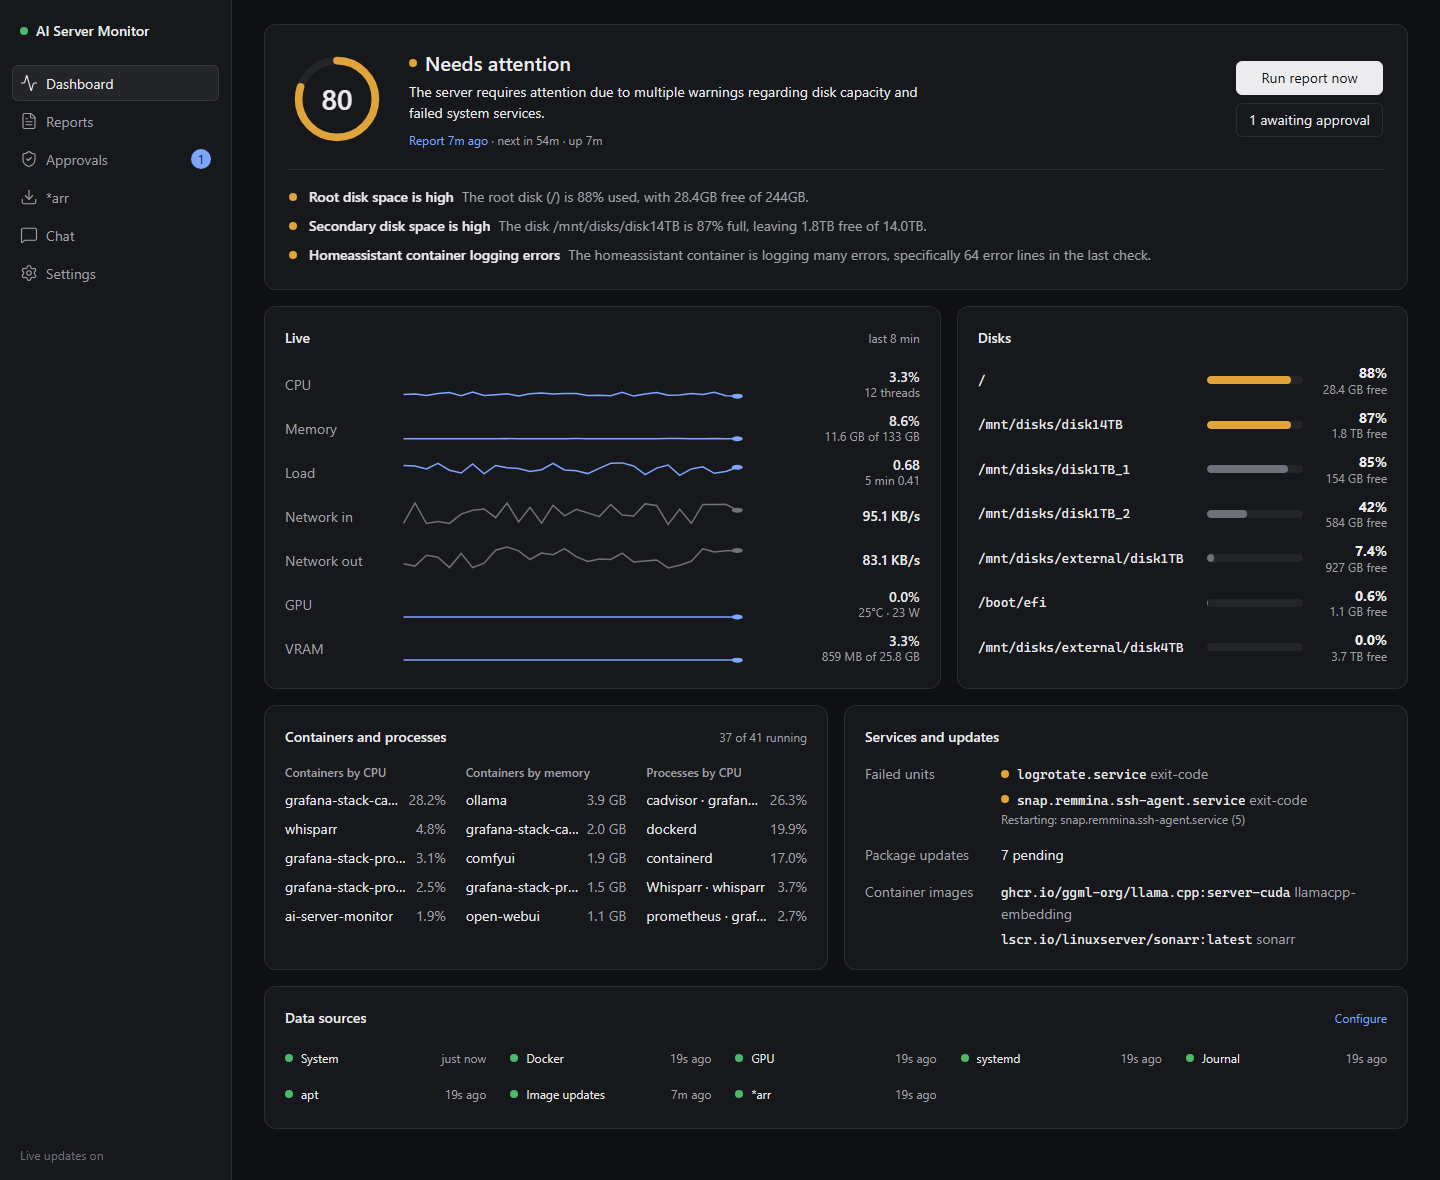 AI Server Monitor
Dashboard
Reports
Approvals 1
*arr
Chat
Settings
Live updates on
80
Needs attention
The server requires attention due to multiple warnings regarding disk capacity and
failed system services.
Report 7m ago · next in 54m · up 7m
Run report now
1 awaiting approval
Root disk space is high The root disk (/) is 88% used, with 28.4GB free of 244GB.
Secondary disk space is high The disk /mnt/disks/disk14TB is 87% full, leaving 1.8TB free of 14.0TB.
Homeassistant container logging errors The homeassistant container is logging many errors, specifically 64 error lines in the last check.
Live last 8 min
CPU 3.3%
12 threads
Memory 8.6%
11.6 GB of 133 GB
Load 0.68
5 min 0.41
Network in 95.1 KB/s
Network out 83.1 KB/s
GPU 0.0%
25°C · 23 W
VRAM 3.3%
859 MB of 25.8 GB
Disks
/ 88%
28.4 GB free
/mnt/disks/disk14TB 87%
1.8 TB free
/mnt/disks/disk1TB_1 85%
154 GB free
/mnt/disks/disk1TB_2 42%
584 GB free
/mnt/disks/external/disk1TB 7.4%
927 GB free
/boot/efi 0.6%
1.1 GB free
/mnt/disks/external/disk4TB 0.0%
3.7 TB free
Containers and processes 37 of 41 running
Containers by CPU
grafana-stack-ca... 28.2%
whisparr 4.8%
grafana-stack-pro... 3.1%
grafana-stack-pro... 2.5%
ai-server-monitor 1.9%
Containers by memory
ollama 3.9 GB
grafana-stack-ca... 2.0 GB
comfyui 1.9 GB
grafana-stack-pr... 1.5 GB
open-webui 1.1 GB
Processes by CPU
cadvisor · grafan... 26.3%
dockerd 19.9%
containerd 17.0%
Whisparr · whisparr 3.7%
prometheus · graf... 2.7%
Services and updates
Failed units logrotate.service exit-code
snap.remmina.ssh-agent.service exit-code
Restarting: snap.remmina.ssh-agent.service (5)
Package updates 7 pending
Container images ghcr.io/ggml-org/llama.cpp:server-cuda llamacpp-
embedding
lscr.io/linuxserver/sonarr:latest sonarr
Data sources Configure
System just now Docker 19s ago GPU 19s ago systemd 19s ago Journal 19s ago
apt 19s ago Image updates 7m ago *arr 19s ago